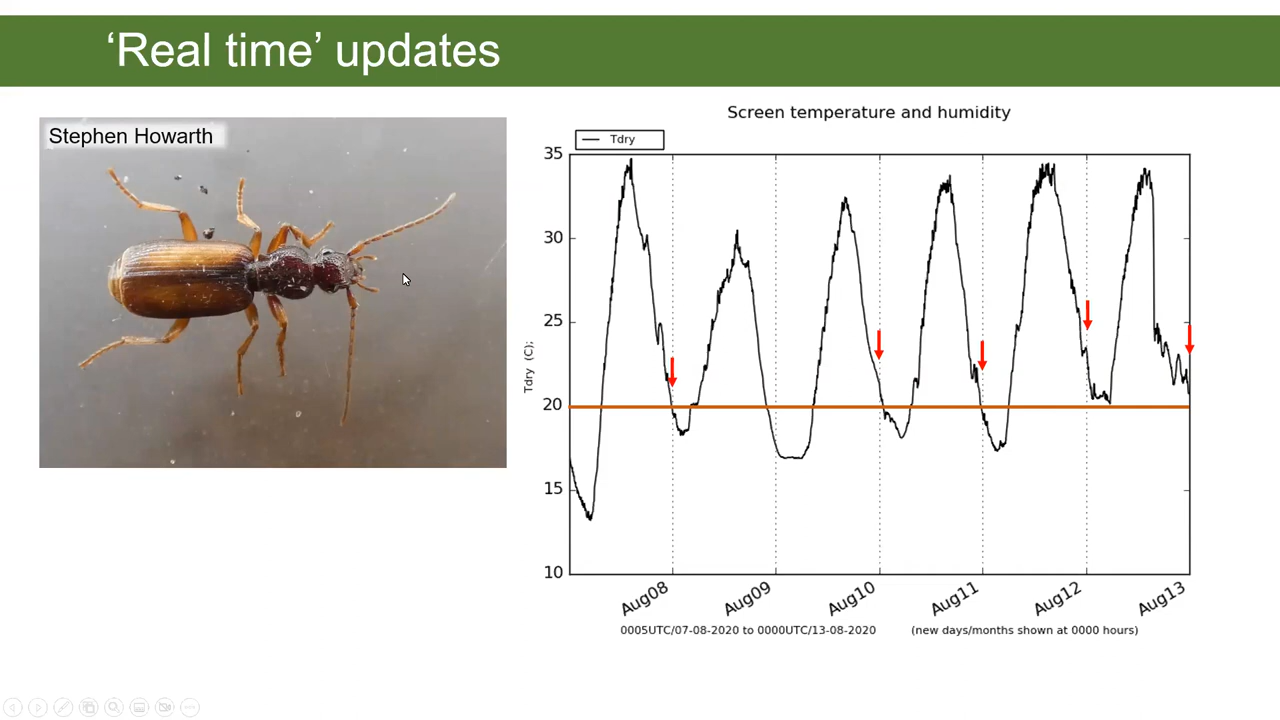 ‘Real time’ updates
Stephen Howarth
Screen temperature and humidity
Tdry
35
30
25
20
15
10
Tdry (C);
Aug08
Aug09
Aug10
Aug11
Aug12
Aug13
0005UTC/07-08-2020 to 0000UTC/13-08-2020
(new days/months shown at 0000 hours)